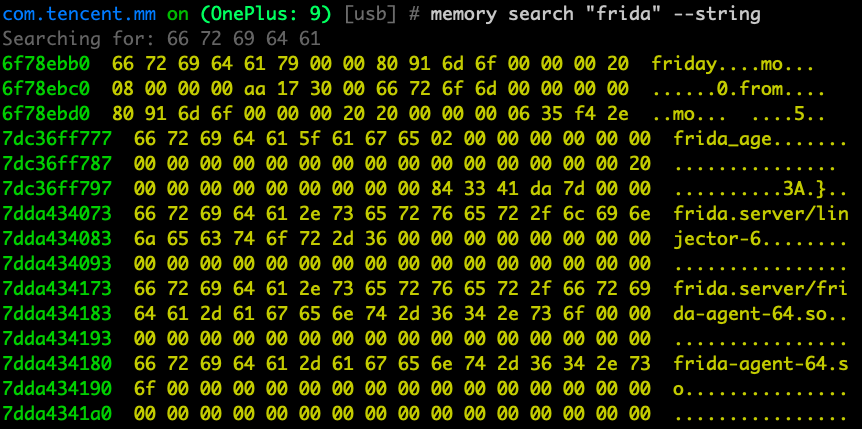 com.tencent.mm on (OnePlus: 9) [usb] # memory search "frida" --string
Searching for: 66 72 69 64 61
6f78ebb0  66 72 69 64 61 79 00 00 80 91 6d 6f 00 00 00 20  friday....mo...
6f78ebc0  08 00 00 00 aa 17 30 00 66 72 6f 6d 00 00 00 00  ......0.from....
6f78ebd0  80 91 6d 6f 00 00 00 20 20 00 00 00 06 35 f4 2e  ..mo...  ....5..
7dc36ff777  66 72 69 64 61 5f 61 67 65 02 00 00 00 00 00 00  frida_age.......
7dc36ff787  00 00 00 00 00 00 00 00 00 00 00 00 00 00 00 20  ...............
7dc36ff797  00 00 00 00 00 00 00 00 00 84 33 41 da 7d 00 00  ..........3A.}..
7dda434073  66 72 69 64 61 2e 73 65 72 76 65 72 2f 6c 69 6e  frida.server/lin
7dda434083  6a 65 63 74 6f 72 2d 36 00 00 00 00 00 00 00 00  jector-6........
7dda434093  00 00 00 00 00 00 00 00 00 00 00 00 00 00 00 00  ................
7dda434173  66 72 69 64 61 2e 73 65 72 76 65 72 2f 66 72 69  frida.server/fri
7dda434183  64 61 2d 61 67 65 6e 74 2d 36 34 2e 73 6f 00 00  da-agent-64.so..
7dda434193  00 00 00 00 00 00 00 00 00 00 00 00 00 00 00 00  ................
7dda434180  66 72 69 64 61 2d 61 67 65 6e 74 2d 36 34 2e 73  frida-agent-64.s
7dda434190  6f 00 00 00 00 00 00 00 00 00 00 00 00 00 00 00  o...............
7dda4341a0  00 00 00 00 00 00 00 00 00 00 00 00 00 00 00 00  ................